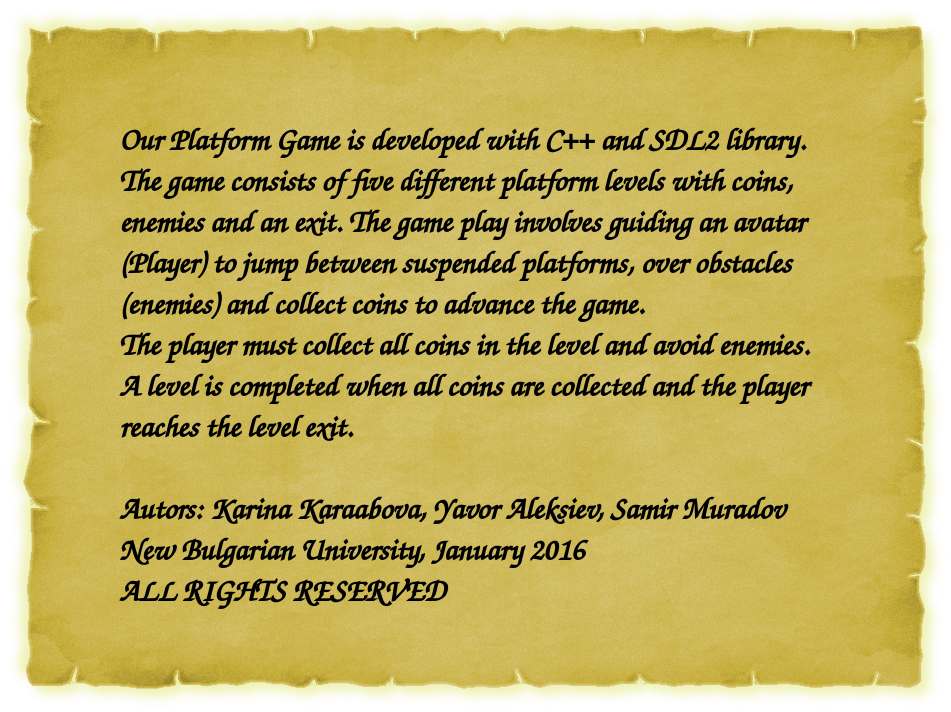 Our Platform Game is developed with C++ and SDL2 library.
The game consists of five different platform levels with coins,
enemies and an exit. The game play involves guiding an avatar
(Player) to jump between suspended platforms, over obstacles
(enemies) and collect coins to advance the game.
The player must collect all coins in the level and avoid enemies.
A level is completed when all coins are collected and the player
reaches the level exit.
Autors: Karina Karaabova, Yavor Aleksiev, Samir Muradov
New Bulgarian University, January 2016
ALL RIGHTS RESERVED